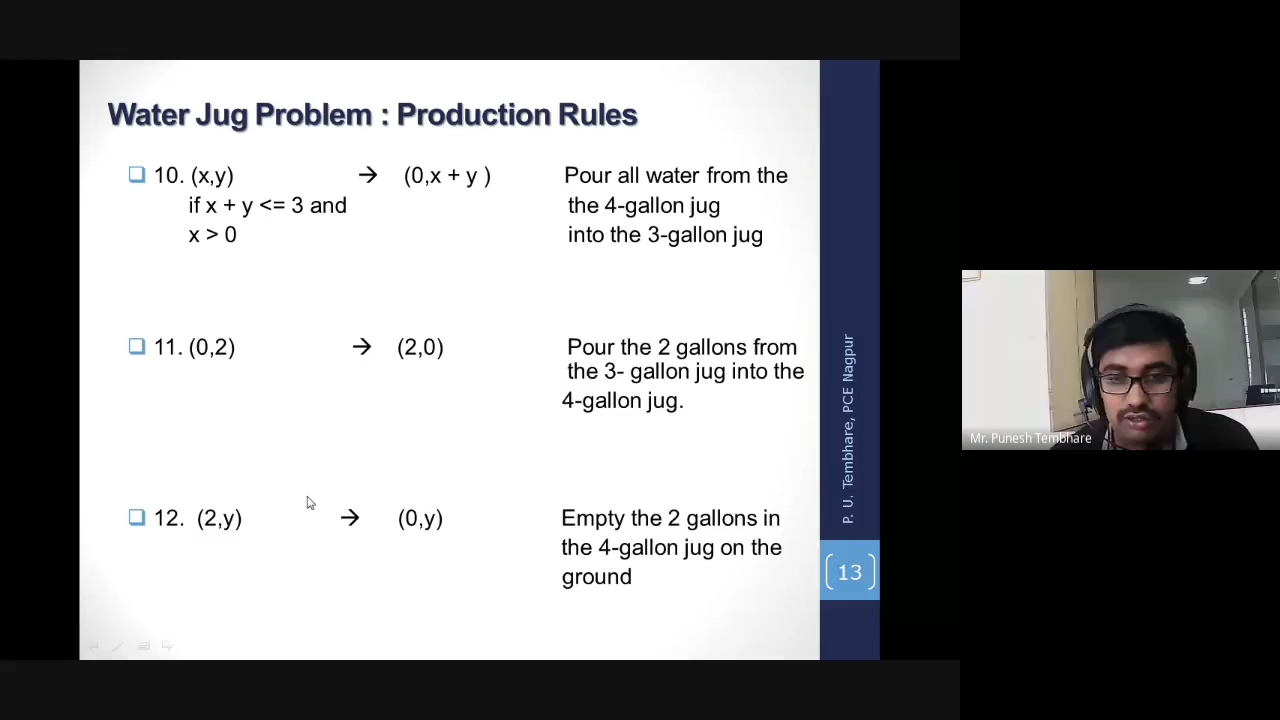 Water Jug Problem : Production Rules
10. (x,y) → (0,x + y ) Pour all water from the
if x + y <= 3 and the 4-gallon jug
x > 0 into the 3-gallon jug
11. (0,2) → (2,0) Pour the 2 gallons from
the 3- gallon jug into the
4-gallon jug.
12. (2,y) → (0,y) Empty the 2 gallons in
the 4-gallon jug on the
ground
P. U. Tembhare, PCE Nagpur
13
Mr. Punesh Tembhare